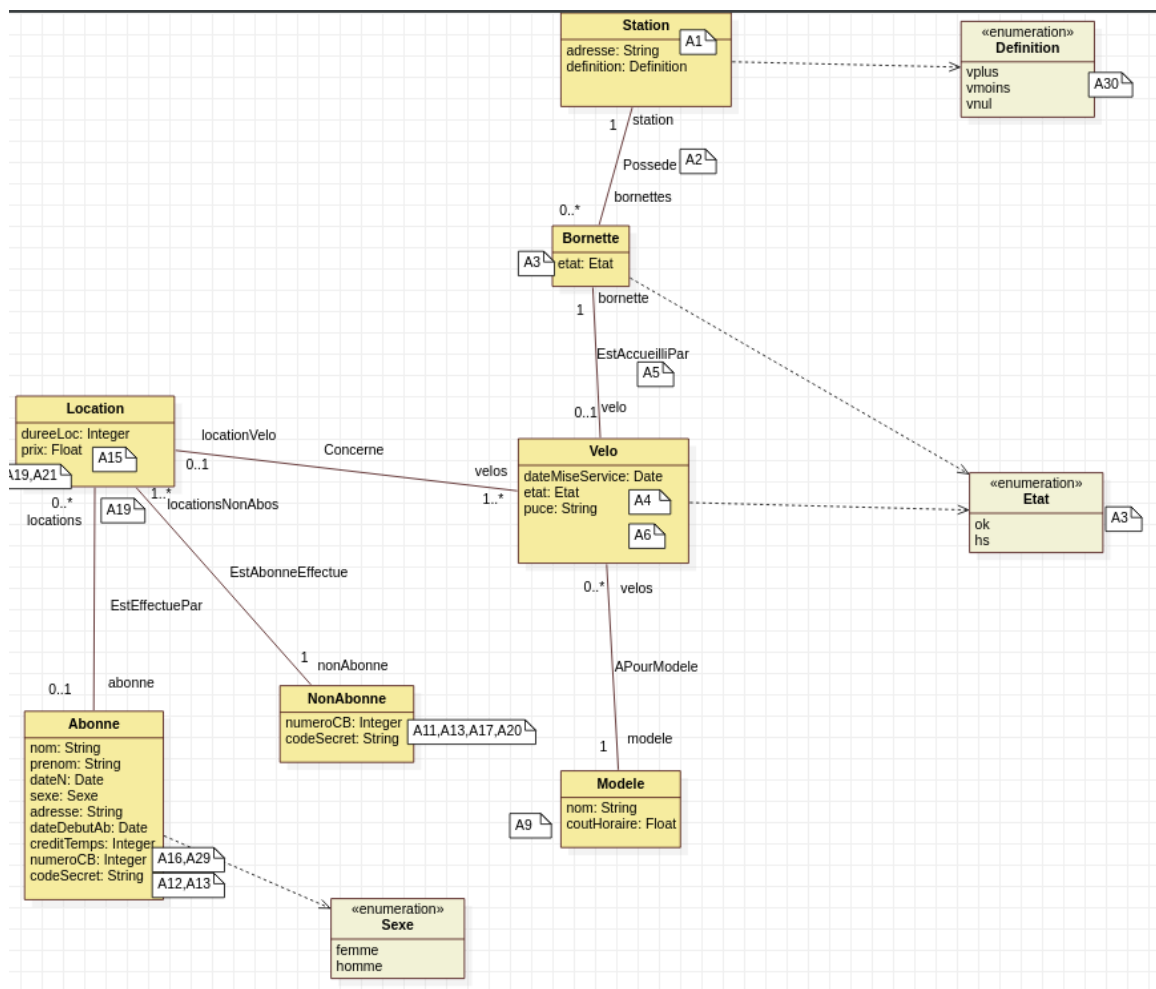 Station
adresse: String
definition: Definition
A1
«enumeration»
Definition
vplus
vmoins
vnul
A30
1
station
Possede
A2
bornettes
0..*
Bornette
etat: Etat
A3
bornette
1
EstAccueilliPar
A5
0..1
velo
Location
dureeLoc: Integer
prix: Float
A15
A19,A21
locationVelo
0..1
Concerne
velos
1..*
Velo
dateMiseService: Date
etat: Etat
puce: String
A4
A6
«enumeration»
Etat
ok
hs
A3
0..*
locations
A19
1..*
locationsNonAbos
EstAbonneEffectue
EstEffectuePar
0..*
velos
APourModele
1
nonAbonne
0..1
abonne
NonAbonne
numeroCB: Integer
codeSecret: String
A11,A13,A17,A20
1
modele
Modele
nom: String
coutHoraire: Float
A9
Abonne
nom: String
prenom: String
dateN: Date
sexe: Sexe
adresse: String
dateDebutAb: Date
creditTemps: Integer
numeroCB: Integer
codeSecret: String
A16,A29
A12,A13
«enumeration»
Sexe
femme
homme